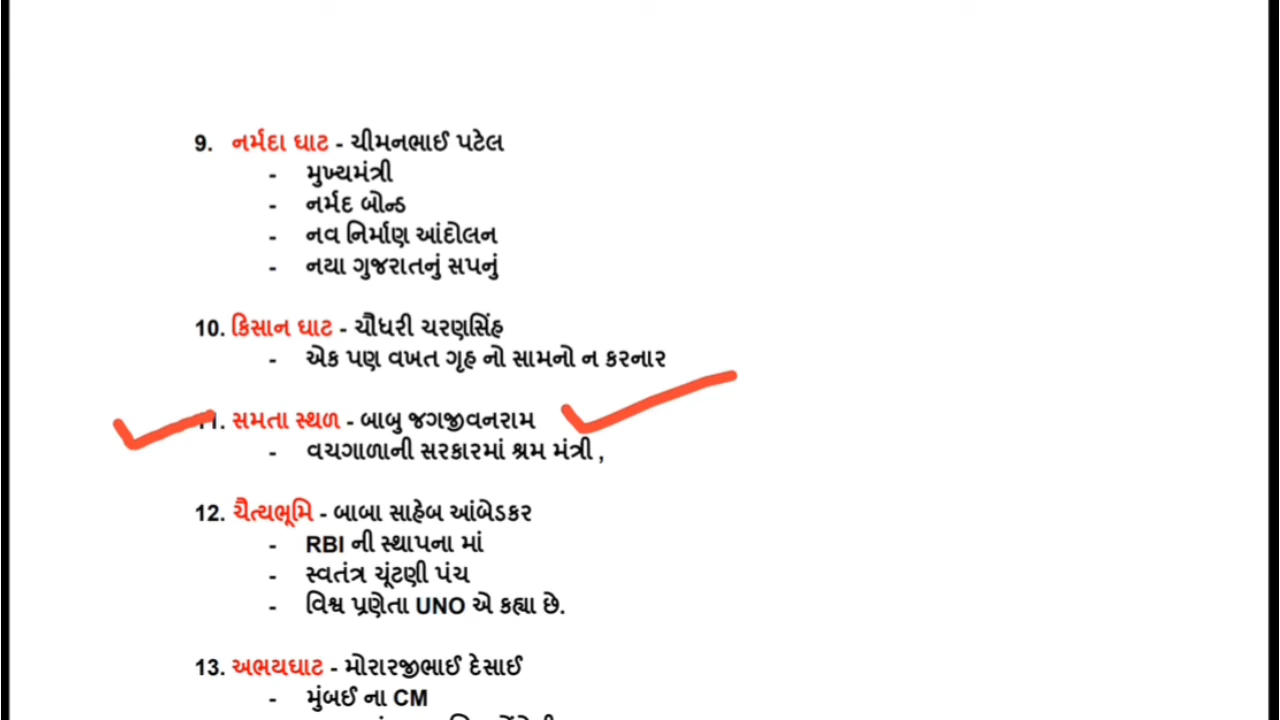 9. નર્મદા ઘાટ - ચીમનભાઈ પટેલ
- મુખ્યમંત્રી
- નર્મદ બોન્ડ
- નવ નિર્માણ આંદોલન
- નયા ગુજરાતનું સપનું
10. કિસાન ઘાટ - ચૌધરી ચરણસિંહ
- એક પણ વખત ગૃહ નો સામનો ન કરનાર
11. સમતા સ્થળ - બાબુ જગજીવનરામ
- વચગાળાની સરકારમાં શ્રમ મંત્રી ,
12. ચૈત્યભૂમિ - બાબા સાહેબ આંબેડકર
- RBI ની સ્થાપના માં
- સ્વતંત્ર ચૂંટણી પંચ
- વિશ્વ પ્રણેતા UNO એ કહ્યા છે.
13. અભયઘાટ - મોરારજીભાઈ દેસાઈ
- મુંબઈ ના CM